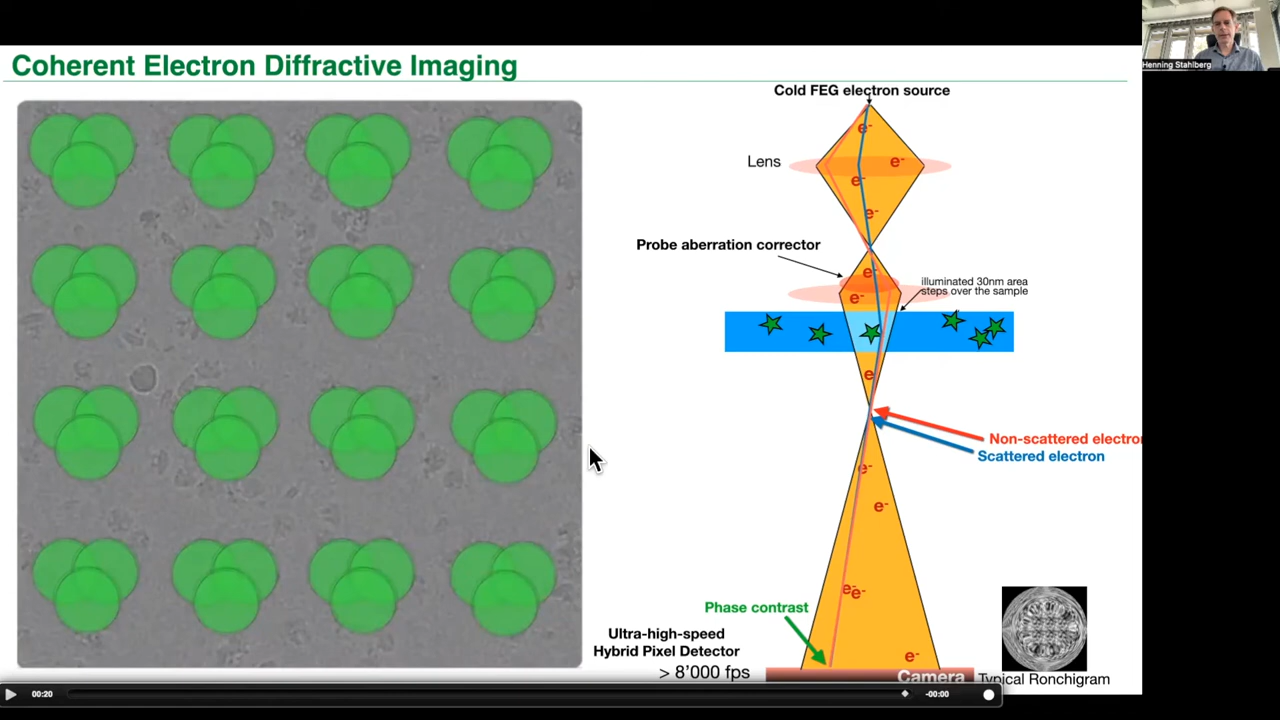 Coherent Electron Diffractive Imaging
Henning Stahlberg
Cold FEG electron source
e-
Lens
e-
e-
e-
Probe aberration corrector
e-
illuminated 30nm area
steps over the sample
e-
e
Non-scattered electro
Scattered electron
e-
e-
e-
e-
Phase contrast
Ultra-high-speed
Hybrid Pixel Detector
> 8’000 fps
e-
Camera
Typical Ronchigram
00:20
-00:00